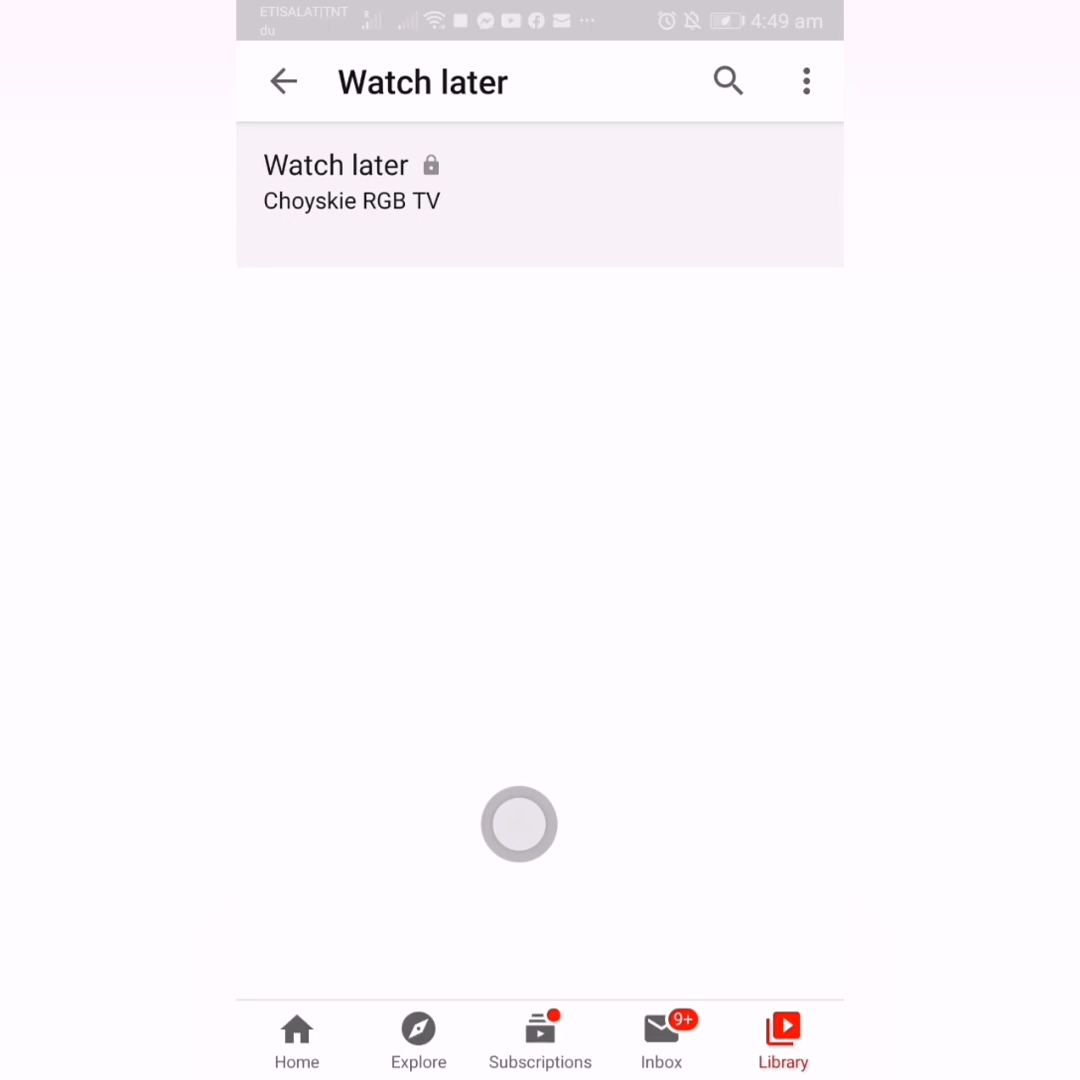 ETISALAT|TNT
du
4:49 am
Watch later
Watch later
Choyskie RGB TV
9+
Home
Explore
Subscriptions
Inbox
Library